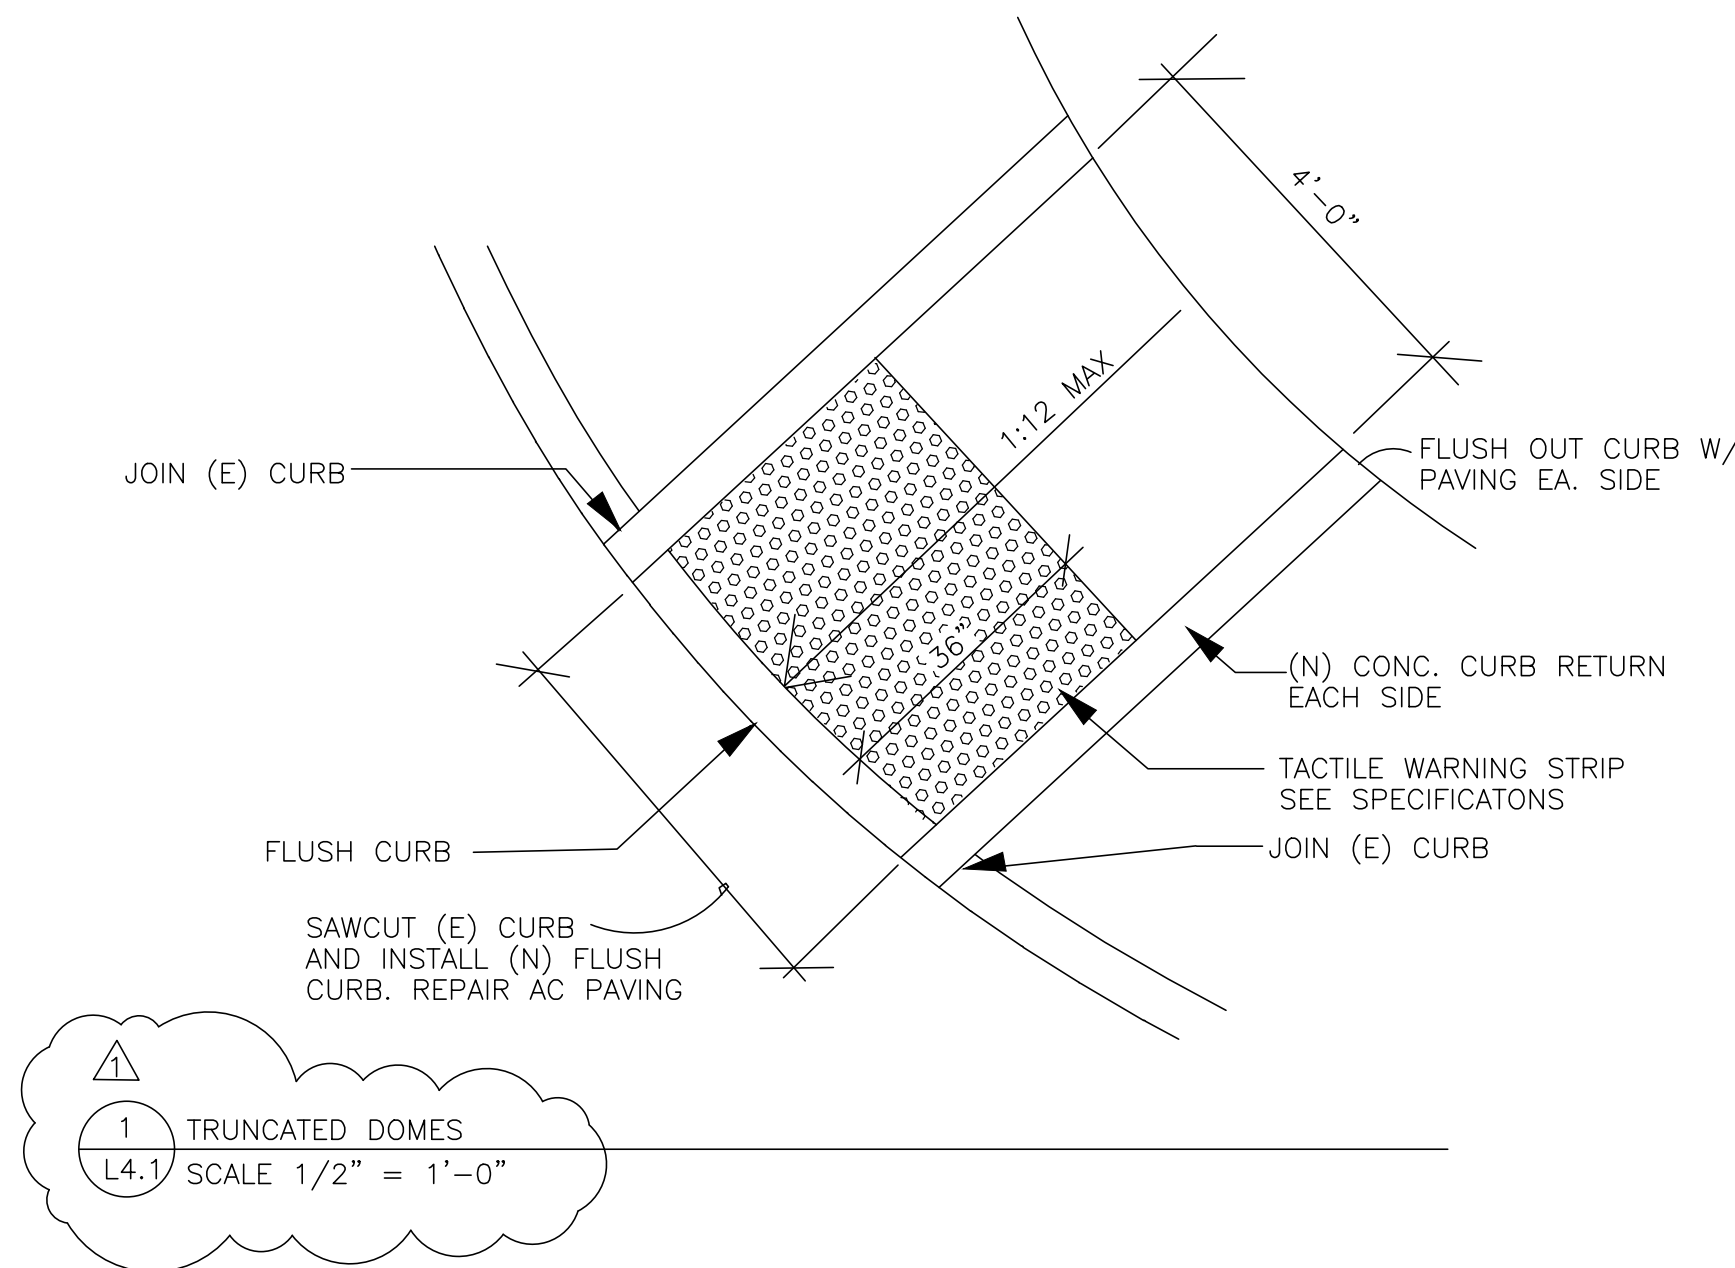 4'-0"
1:12 MAX
FLUSH OUT CURB W/
PAVING EA. SIDE
JOIN (E) CURB
36"
(N) CONC. CURB RETURN
EACH SIDE
TACTILE WARNING STRIP
SEE SPECIFICATONS
JOIN (E) CURB
FLUSH CURB
SAWCUT (E) CURB
AND INSTALL (N) FLUSH
CURB. REPAIR AC PAVING
1
1
TRUNCATED DOMES
L4.1
SCALE 1/2" = 1'-0"